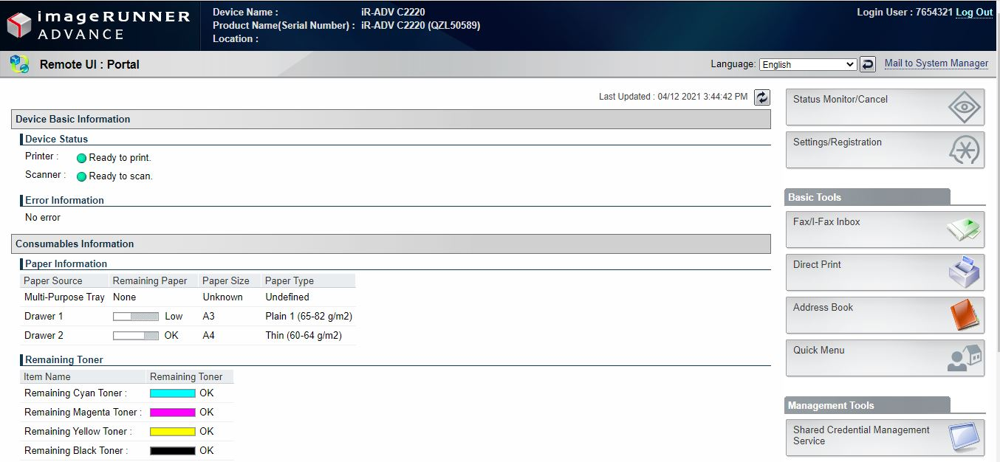 imageRUNNER
ADVANCE
Device Name : iR-ADV C2220
Product Name(Serial Number) : iR-ADV C2220 (QZL50589)
Location :
Login User : 7654321 Log Out
Remote UI : Portal
Language: English
Mail to System Manager
Last Updated : 04/12 2021 3:44:42 PM
Device Basic Information
Device Status
Printer : Ready to print.
Scanner : Ready to scan.
Error Information
No error
Consumables Information
Paper Information
Paper Source Remaining Paper Paper Size Paper Type
Multi-Purpose Tray None Unknown Undefined
Drawer 1 Low A3 Plain 1 (65-82 g/m2)
Drawer 2 OK A4 Thin (60-64 g/m2)
Remaining Toner
Item Name Remaining Toner
Remaining Cyan Toner : OK
Remaining Magenta Toner : OK
Remaining Yellow Toner : OK
Remaining Black Toner : OK
Status Monitor/Cancel
Settings/Registration
Basic Tools
Fax/I-Fax Inbox
Direct Print
Address Book
Quick Menu
Management Tools
Shared Credential Management
Service